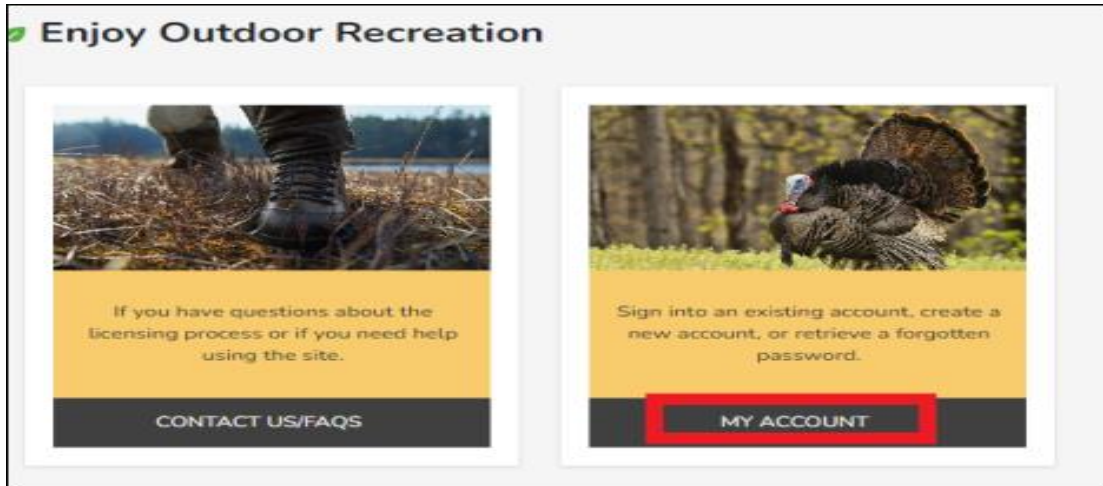 Enjoy Outdoor Recreation
If you have questions about the
licensing process or if you need help
using the site.
CONTACT US/FAQS
Sign into an existing account, create a
new account, or retrieve a forgotten
password.
MY ACCOUNT